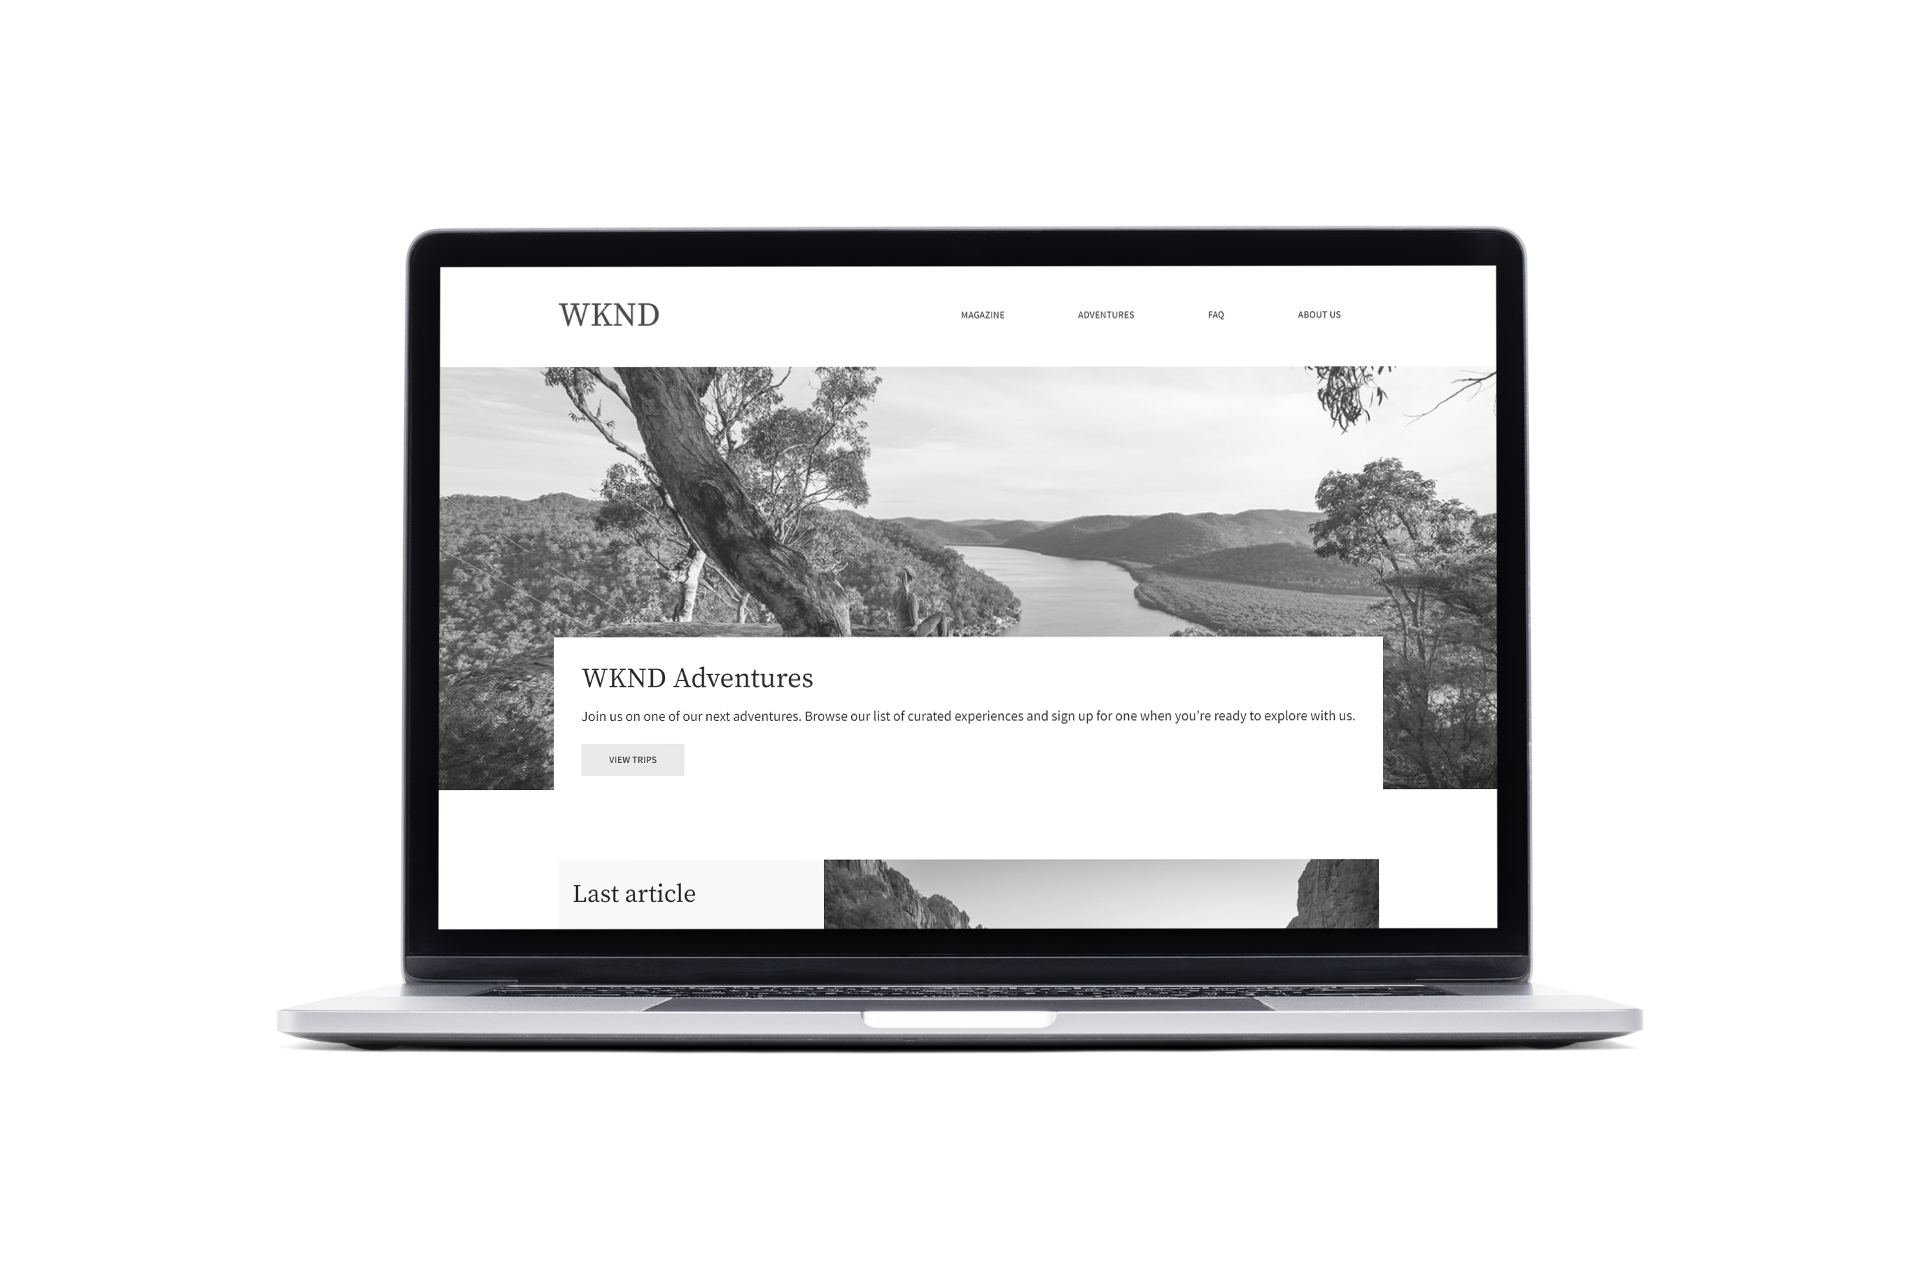 WKND
MAGAZINE ADVENTURES FAQ ABOUT US
WKND Adventures
Join us on one of our next adventures. Browse our list of curated experiences and sign up for one when you’re ready to explore with us.
VIEW TRIPS
Last article